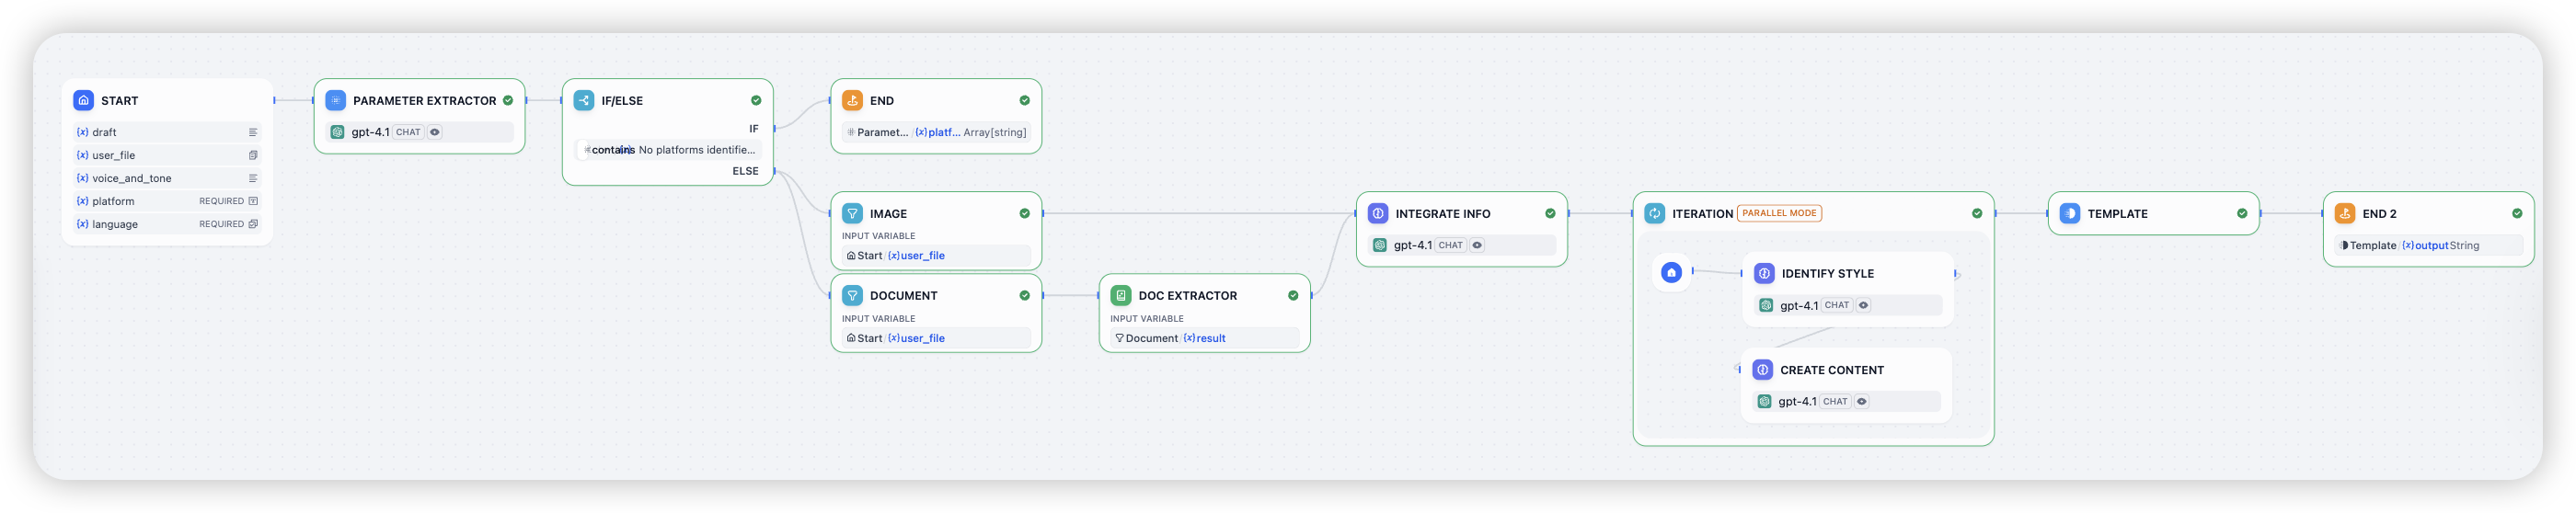 START
{x} draft
{x} user_file
{x} voice_and_tone
{x} platform REQUIRED
{x} language REQUIRED
PARAMETER EXTRACTOR
gpt-4.1 CHAT
IF/ELSE
IF
contains No platforms identifie...
ELSE
END
Paramet... / {x} platf... Array[string]
IMAGE
INPUT VARIABLE
Start / {x} user_file
DOCUMENT
INPUT VARIABLE
Start / {x} user_file
DOC EXTRACTOR
INPUT VARIABLE
Document / {x} result
INTEGRATE INFO
gpt-4.1 CHAT
ITERATION PARALLEL MODE
IDENTIFY STYLE
gpt-4.1 CHAT
CREATE CONTENT
gpt-4.1 CHAT
TEMPLATE
END 2
Template / {x} output String